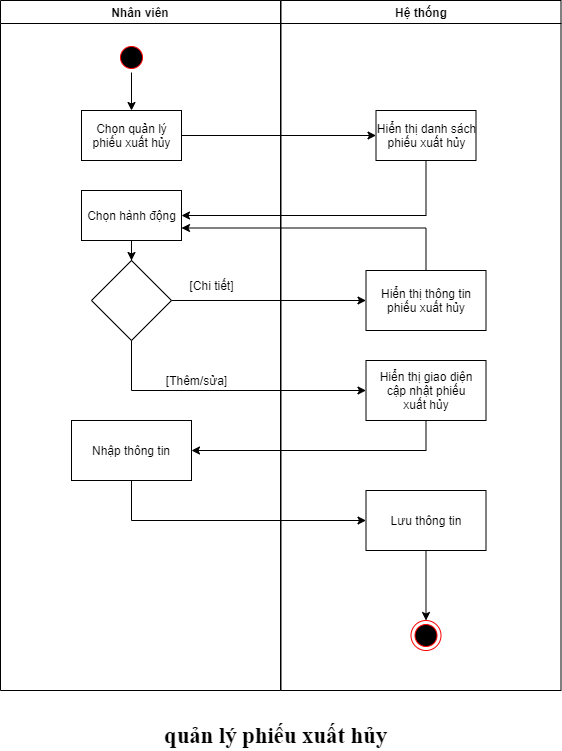 Nhân viên
Hệ thống
Chọn quản lý
phiếu xuất hủy
Hiển thị danh sách
phiếu xuất hủy
Chọn hành động
[Chi tiết]
Hiển thị thông tin
phiếu xuất hủy
[Thêm/sửa]
Hiển thị giao diện
cập nhật phiếu
xuất hủy
Nhập thông tin
Lưu thông tin
quản lý phiếu xuất hủy